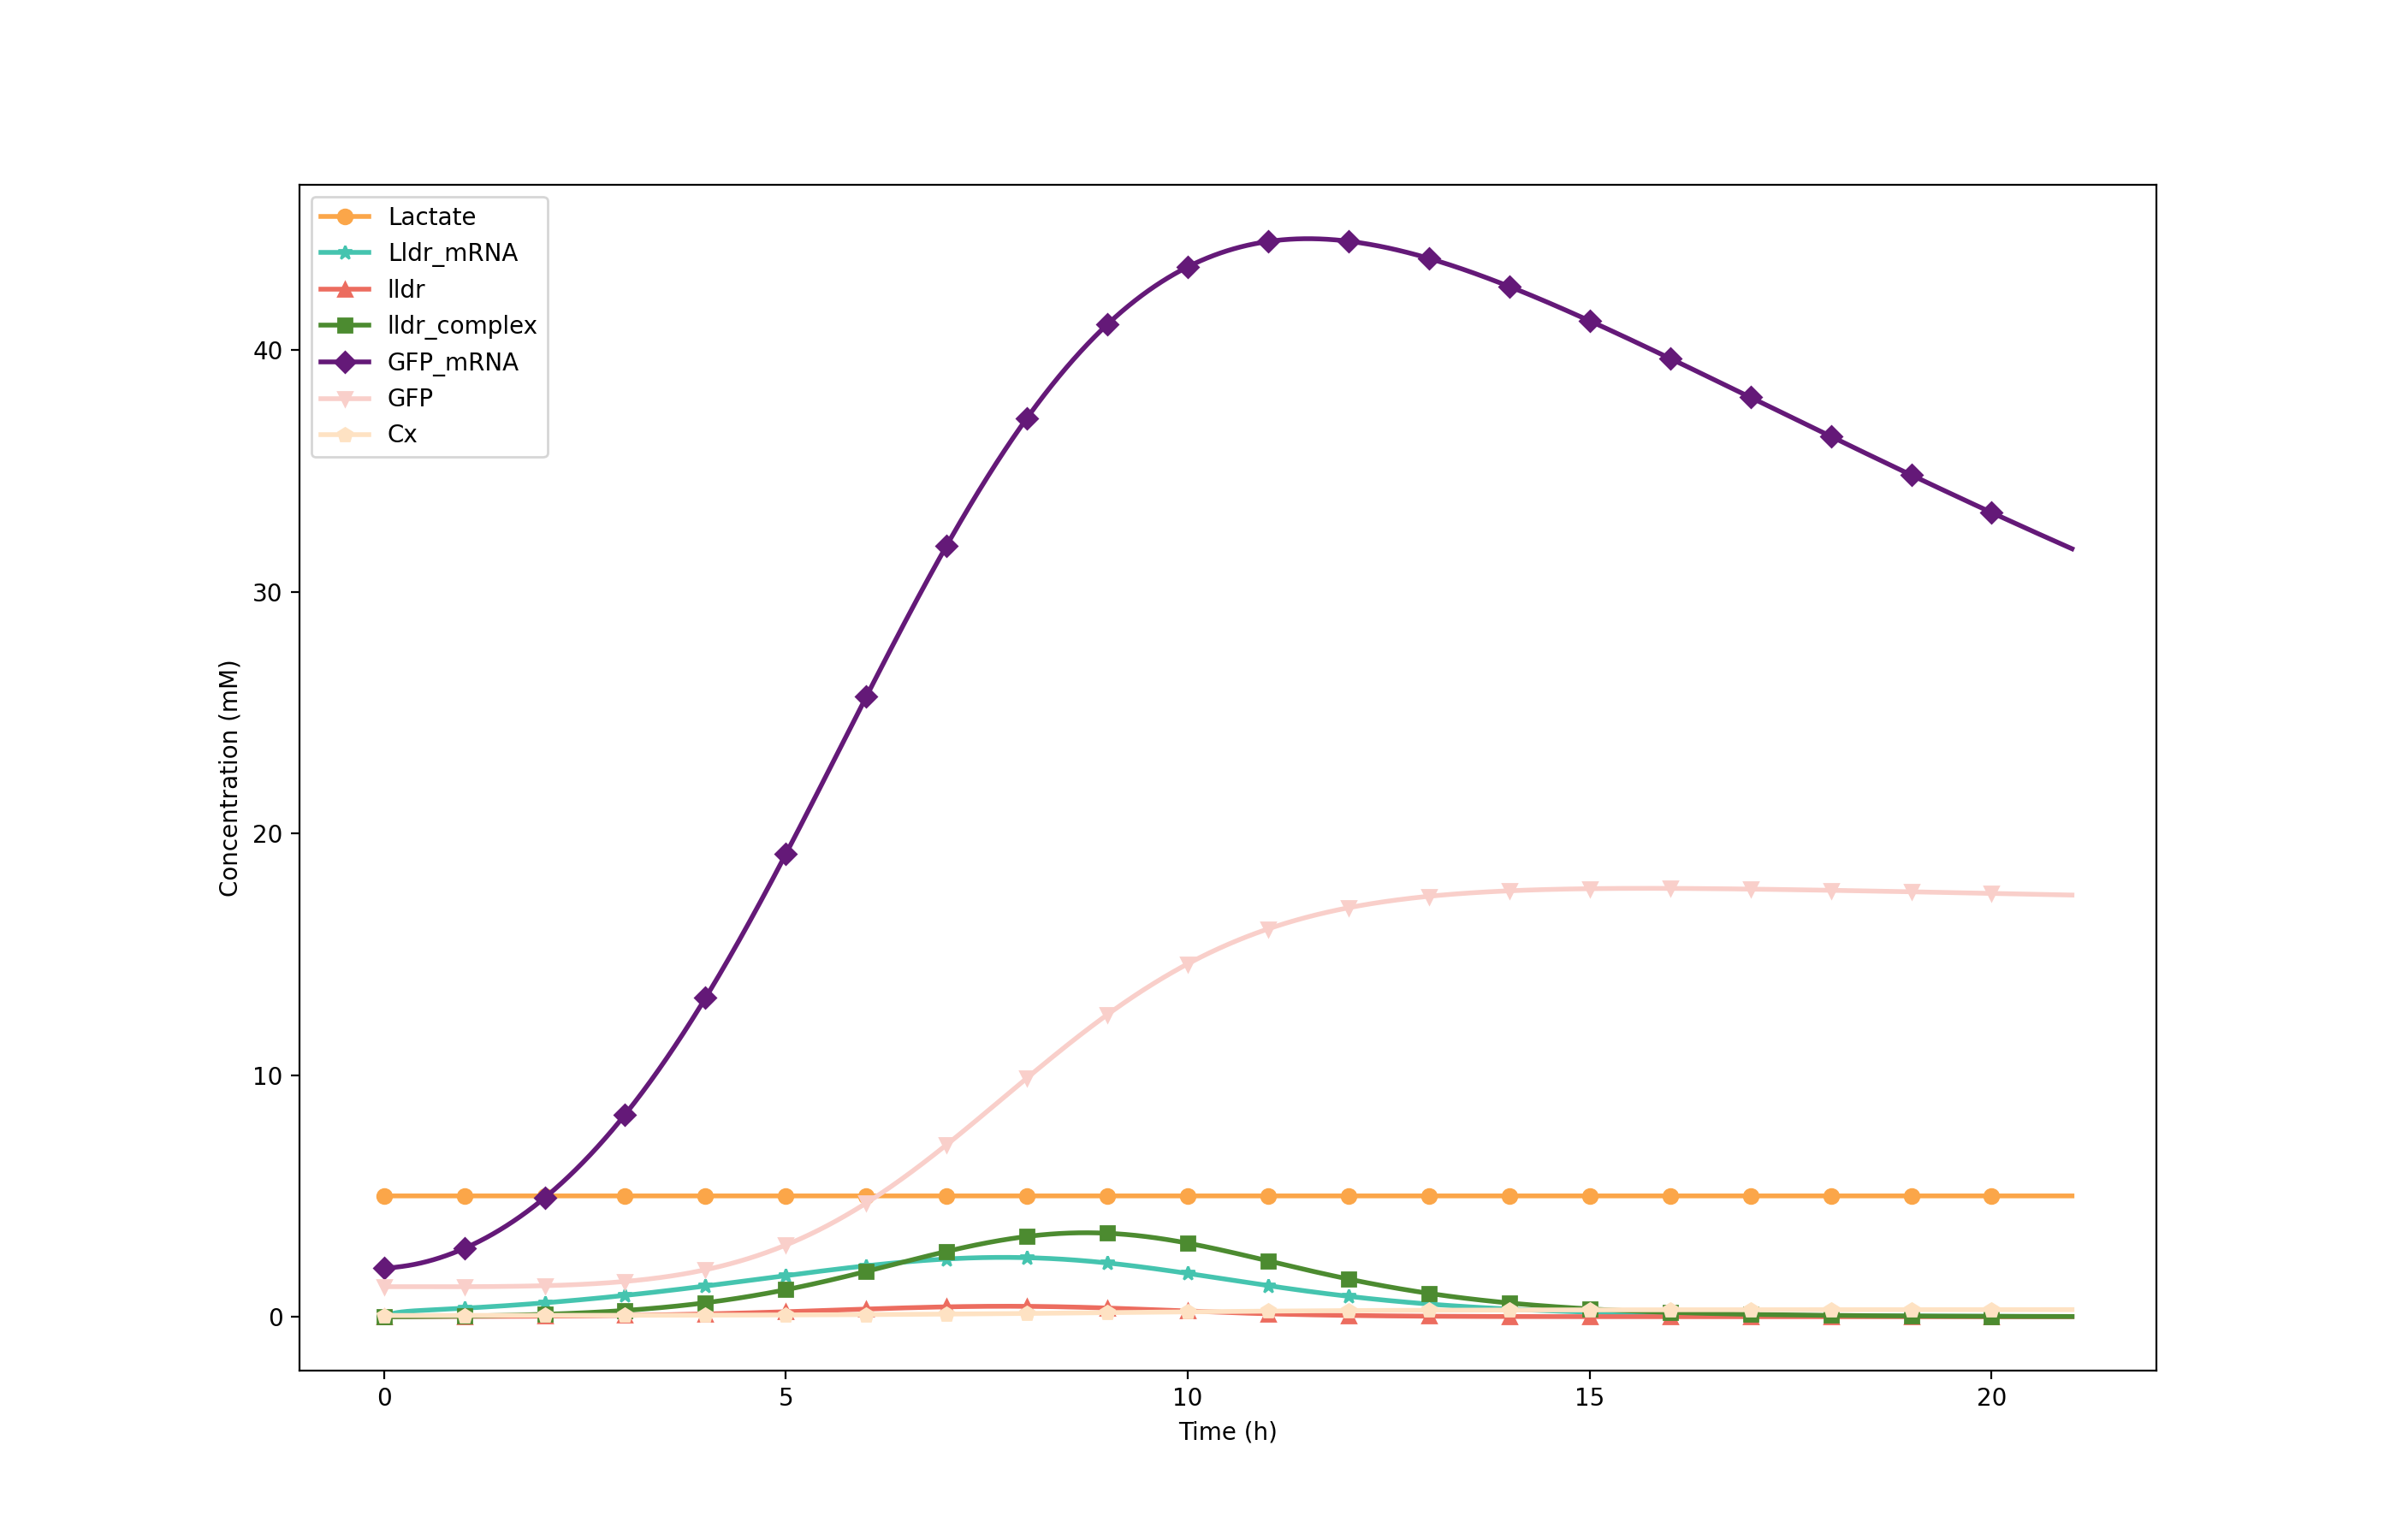 Lactate
Lldr_mRNA
lldr
lldr_complex
GFP_mRNA
GFP
Cx
40
30
20
10
0
Concentration (mM)
0 5 10 15 20
Time (h)